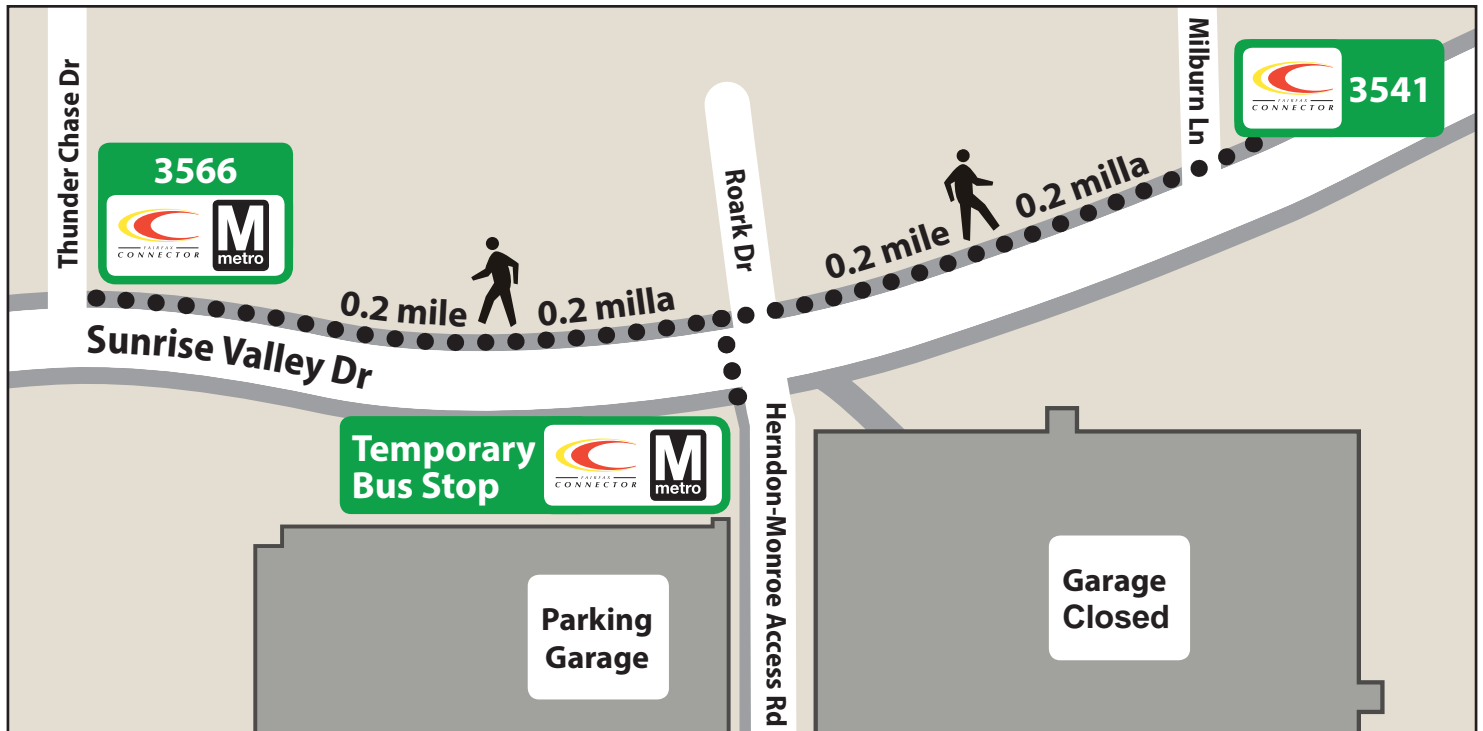 Thunder Chase Dr
3566
FAIRFAX
CONNECTOR
M
metro
0.2 mile
0.2 milla
Roark Dr
0.2 mile
0.2 milla
Milburn Ln
FAIRFAX
CONNECTOR
3541
Sunrise Valley Dr
Temporary
Bus Stop
FAIRFAX
CONNECTOR
M
metro
Herndon-Monroe Access Rd
Parking
Garage
Garage
Closed